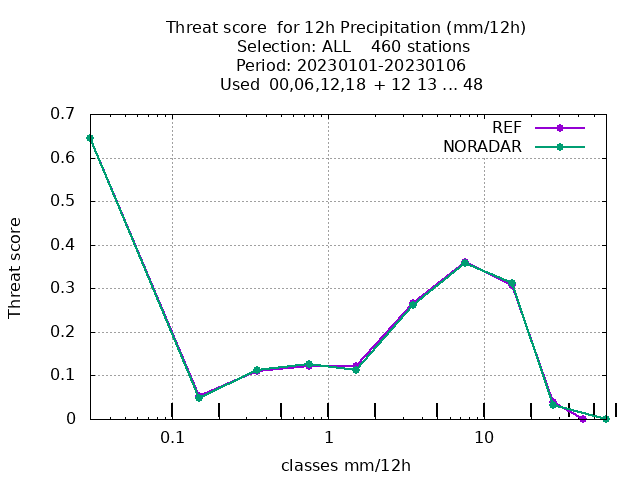 Threat score  for 12h Precipitation (mm/12h)
Selection: ALL    460 stations
Period: 20230101-20230106
Used  00,06,12,18  + 12 13 ... 48
REF
NORADAR
Threat score
0.7
0.6
0.5
0.4
0.3
0.2
0.1
0
0.1 1 10
classes mm/12h